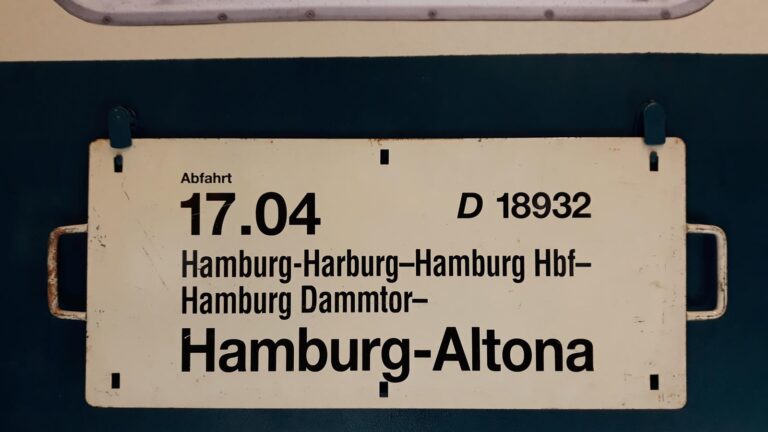 Abfahrt
17.04 D 18932
Hamburg-Harburg–Hamburg Hbf–
Hamburg Dammtor–
Hamburg-Altona